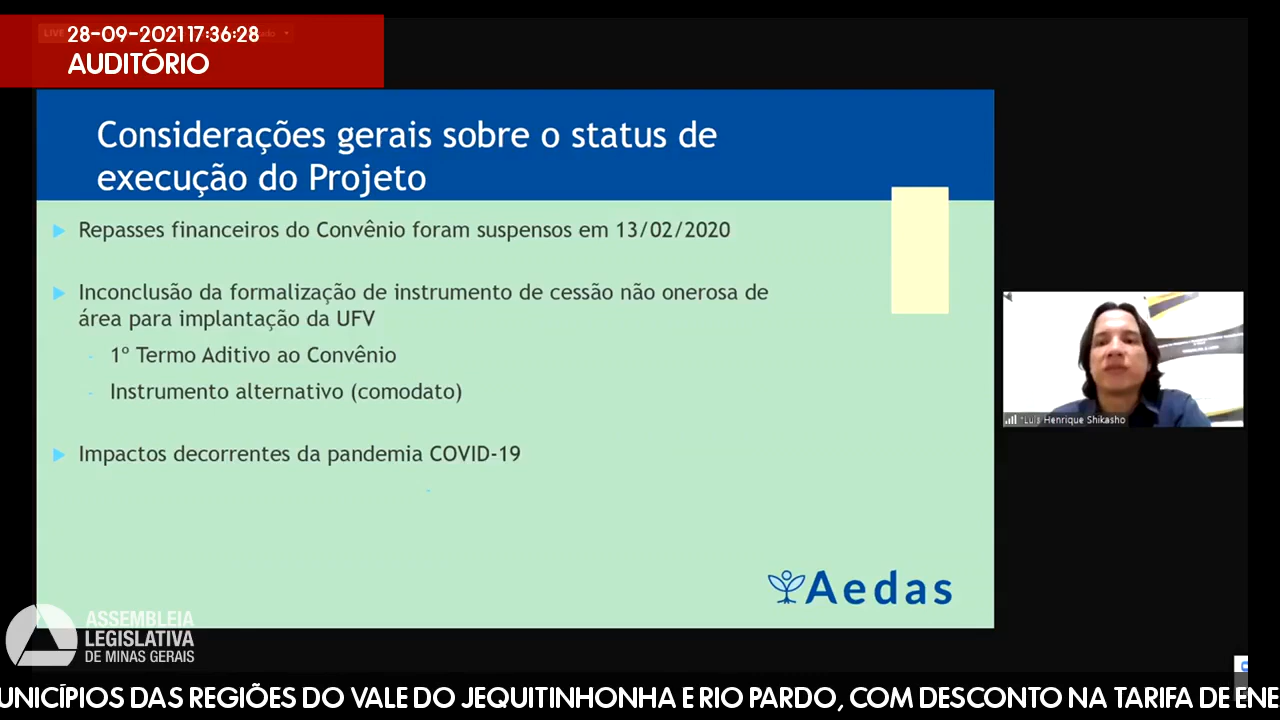 LIVE
28-09-2021 17:36:28
AUDITÓRIO
Considerações gerais sobre o status de
execução do Projeto
Repasses financeiros do Convênio foram suspensos em 13/02/2020
Inconclusão da formalização de instrumento de cessão não onerosa de
área para implantação da UFV
- 1º Termo Aditivo ao Convênio
- Instrumento alternativo (comodato)
Impactos decorrentes da pandemia COVID-19
Aedas
Luís Henrique Shikasho
ASSEMBLEIA
LEGISLATIVA
DE MINAS GERAIS
UNICÍPIOS DAS REGIÕES DO VALE DO JEQUITINHONHA E RIO PARDO, COM DESCONTO NA TARIFA DE ENE